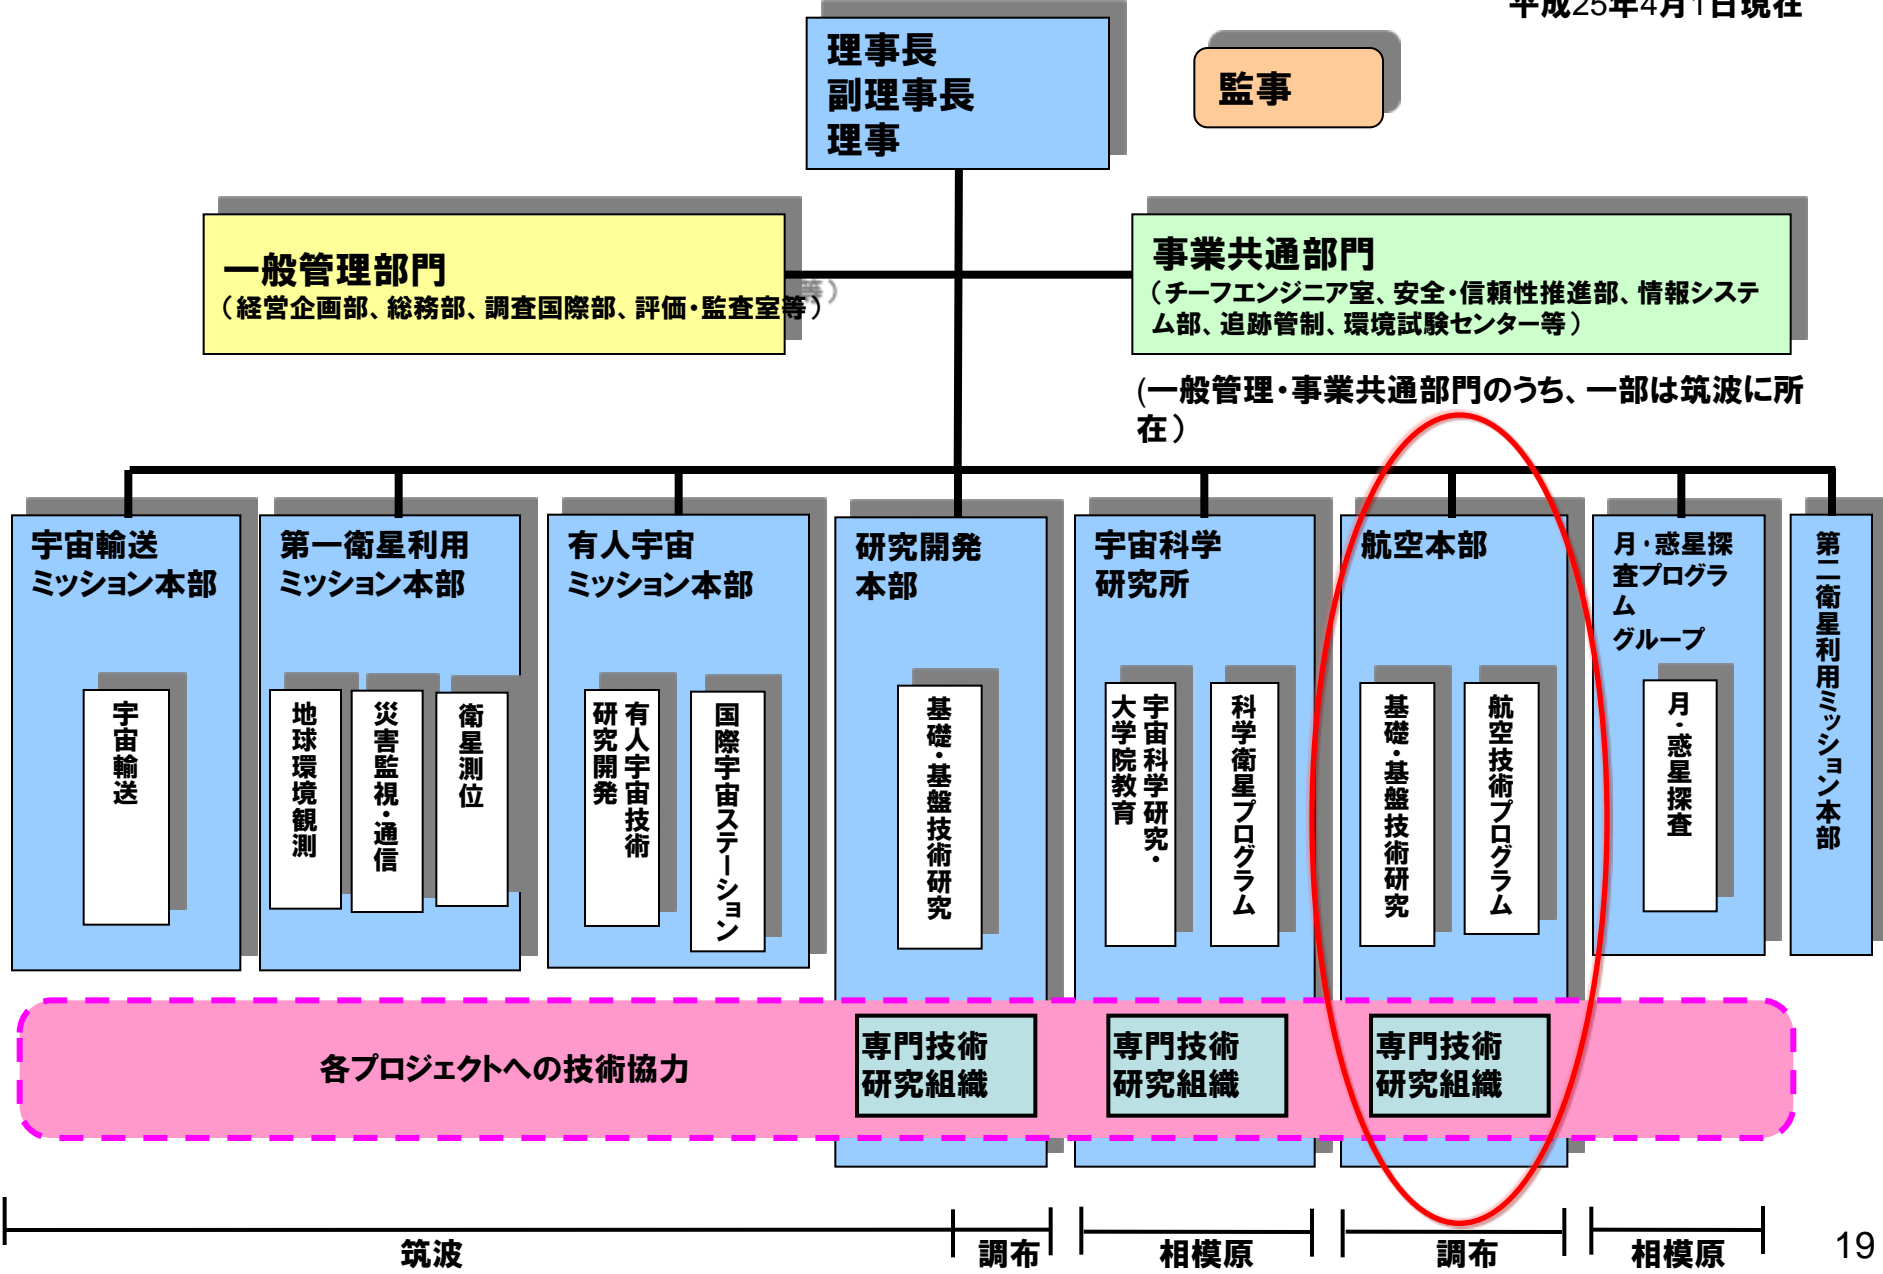 平成25年4月1日現在
理事長
副理事長
理事
監事
一般管理部門
（経営企画部、総務部、調査国際部、評価・監査室等）
事業共通部門
（チーフエンジニア室、安全・信頼性推進部、情報システ
ム部、追跡管制、環境試験センター等）
(一般管理・事業共通部門のうち、一部は筑波に所
在）
宇宙輸送
ミッション本部
宇宙輸送
第一衛星利用
ミッション本部
地球環境観測
災害監視・通信
衛星測位
有人宇宙
ミッション本部
有人宇宙技術
研究開発
国際宇宙ステーション
研究開発
本部
基礎・基盤技術研究
宇宙科学
研究所
宇宙科学研究・
大学院教育
科学衛星プログラム
航空本部
基礎・基盤技術研究
航空技術プログラム
月・惑星探
査プログラ
ム
グループ
月・惑星探査
第二衛星利用ミッション本部
各プロジェクトへの技術協力
専門技術
研究組織
専門技術
研究組織
専門技術
研究組織
筑波
調布
相模原
調布
相模原
19